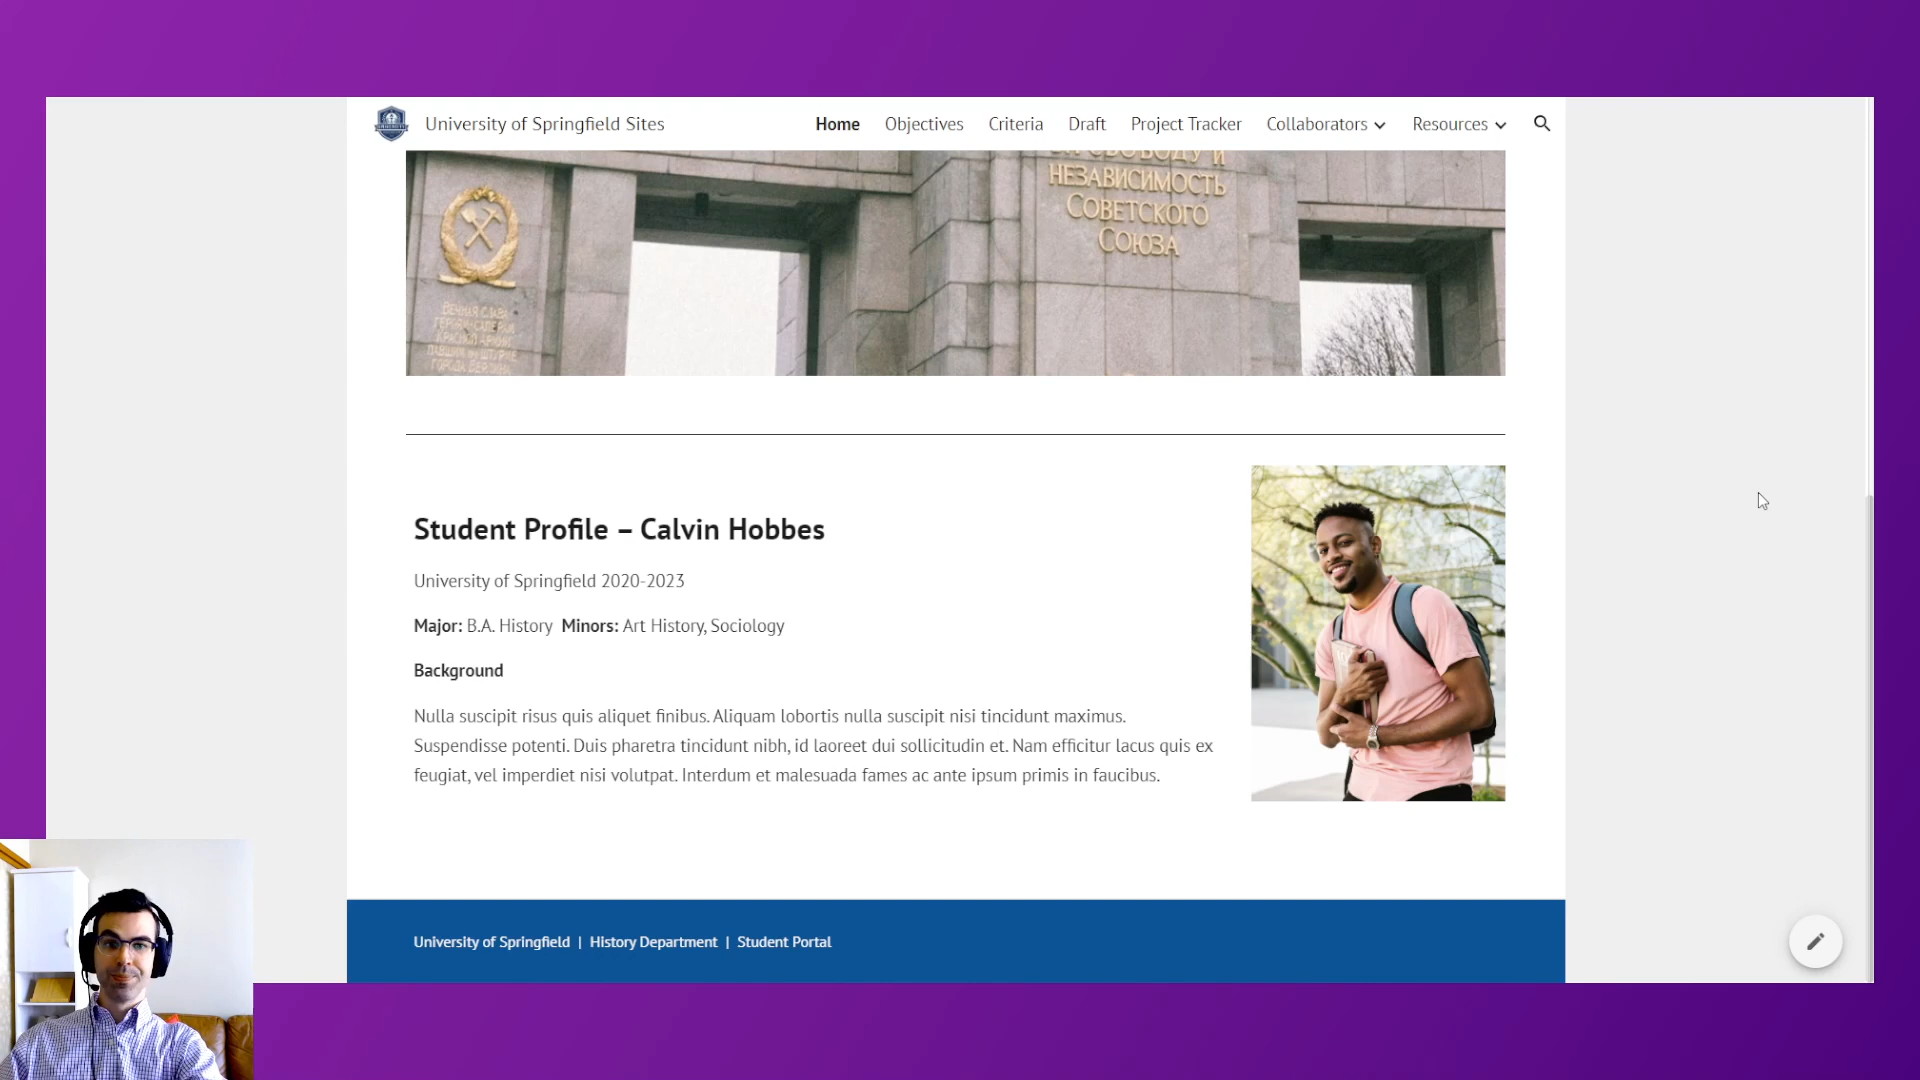 University of Springfield Sites
Home Objectives Criteria Draft Project Tracker Collaborators Resources
НЕЗАВИСИМОСТЬ
СОВЕТСКОГО
СОЮЗА
ВЕЧНАЯ СЛАВА
Student Profile – Calvin Hobbes
University of Springfield 2020-2023
Major: B.A. History Minors: Art History, Sociology
Background
Nulla suscipit risus quis aliquet finibus. Aliquam lobortis nulla suscipit nisi tincidunt maximus.
Suspendisse potenti. Duis pharetra tincidunt nibh, id laoreet dui sollicitudin et. Nam efficitur lacus quis ex
feugiat, vel imperdiet nisi volutpat. Interdum et malesuada fames ac ante ipsum primis in faucibus.
University of Springfield | History Department | Student Portal